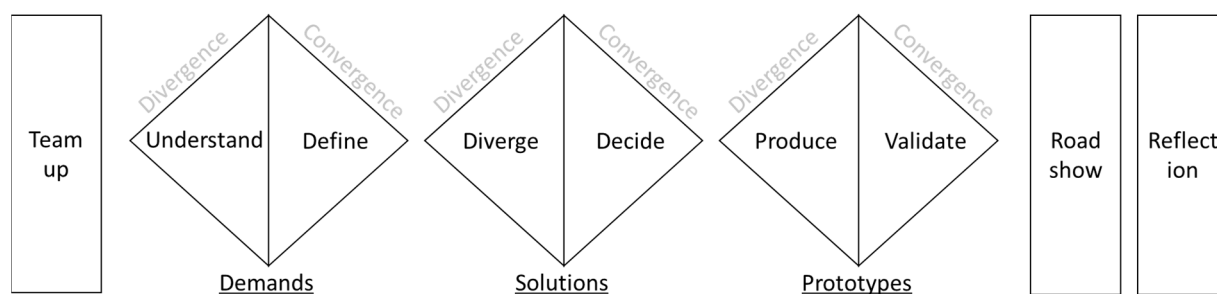 Team
up
Divergence
Convergence
Understand
Define
Demands
Divergence
Convergence
Diverge
Decide
Solutions
Divergence
Convergence
Produce
Validate
Prototypes
Road
show
Reflect
ion